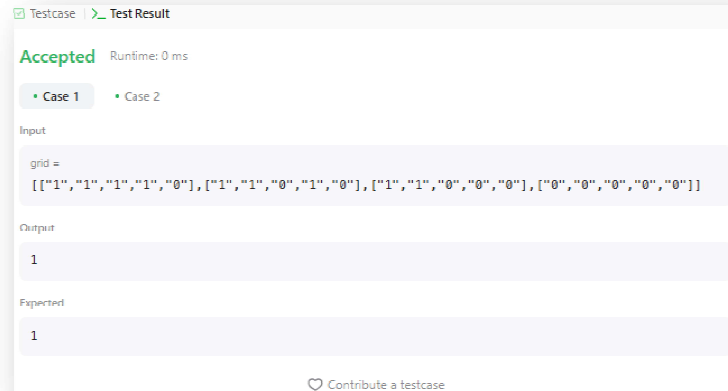 Testcase | >_ Test Result
Accepted Runtime: 0 ms
• Case 1 • Case 2
Input
grid =
[["1","1","1","1","0"],["1","1","0","1","0"],["1","1","0","0","0"],["0","0","0","0","0"]]
Output
1
Expected
1
Contribute a testcase